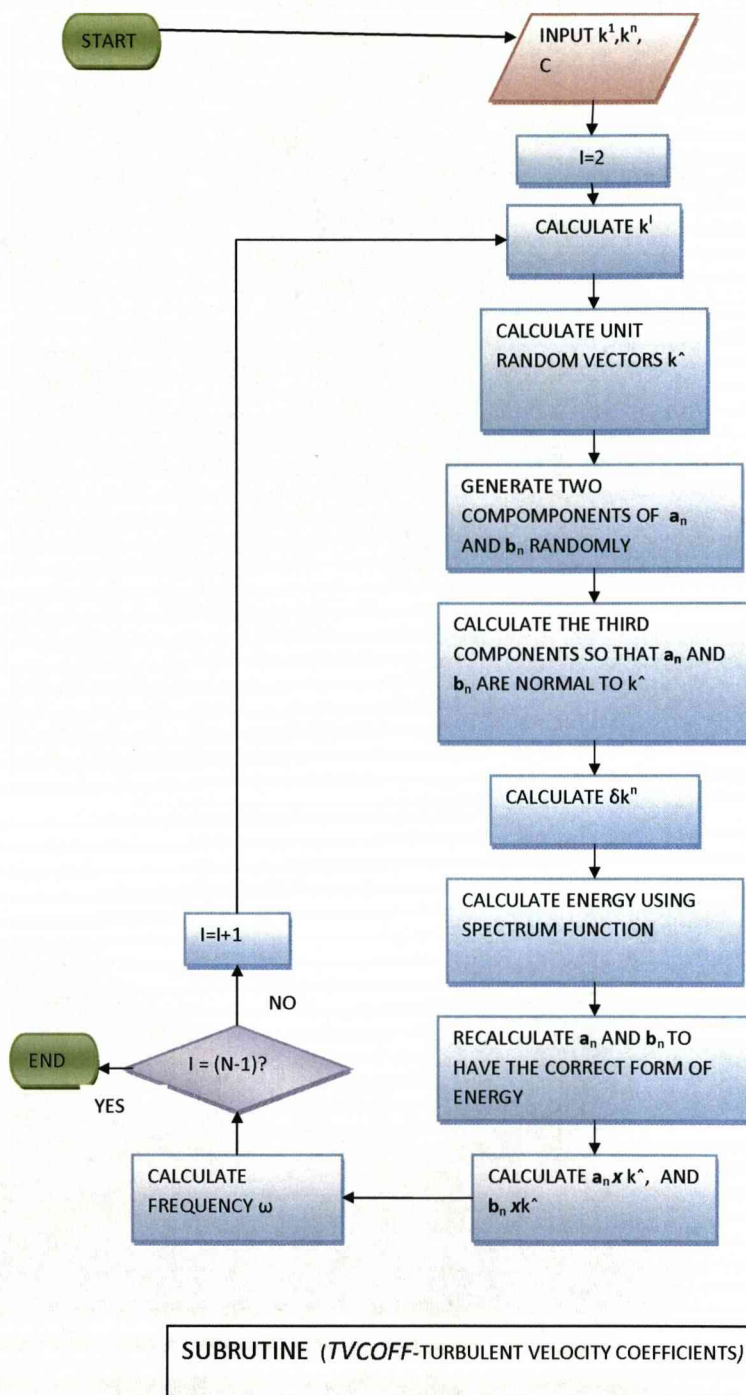 START
INPUT k¹,kⁿ,
C
I=2
CALCULATE kᴵ
CALCULATE UNIT
RANDOM VECTORS k^
GENERATE TWO
COMPOMPONENTS OF aₙ
AND bₙ RANDOMLY
CALCULATE THE THIRD
COMPONENTS SO THAT aₙ AND
bₙ ARE NORMAL TO k^
CALCULATE δkⁿ
CALCULATE ENERGY USING
SPECTRUM FUNCTION
RECALCULATE aₙ AND bₙ TO
HAVE THE CORRECT FORM OF
ENERGY
CALCULATE aₙ x k^, AND
bₙ xk^
CALCULATE
FREQUENCY ω
I = (N-1)?
NO
I=I+1
YES
END
SUBRUTINE (TVCOFF-TURBULENT VELOCITY COEFFICIENTS)